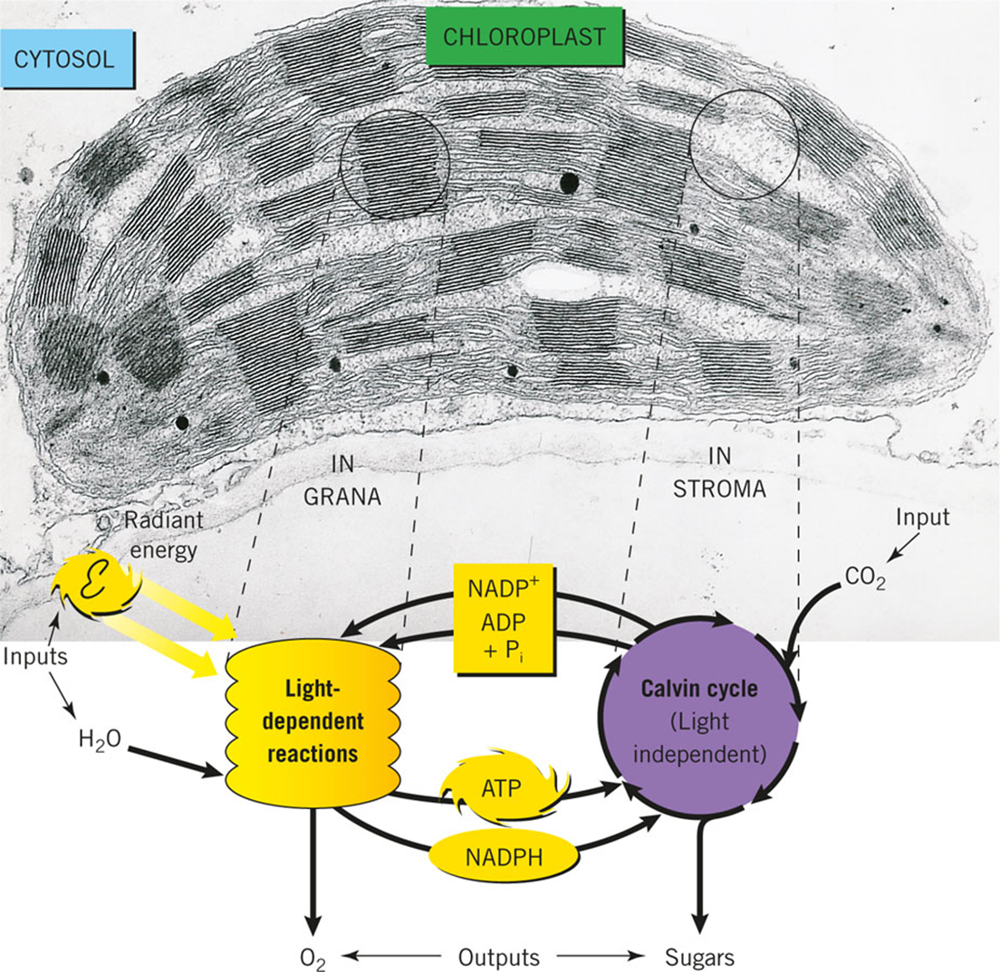 CYTOSOL
CHLOROPLAST
IN
GRANA
IN
STROMA
Radiant
energy
Input
ℰ
CO₂
NADP⁺
ADP
+ Pᵢ
Inputs
Light-
dependent
reactions
Calvin cycle
(Light
independent)
H₂O
ATP
NADPH
O₂
Outputs
Sugars